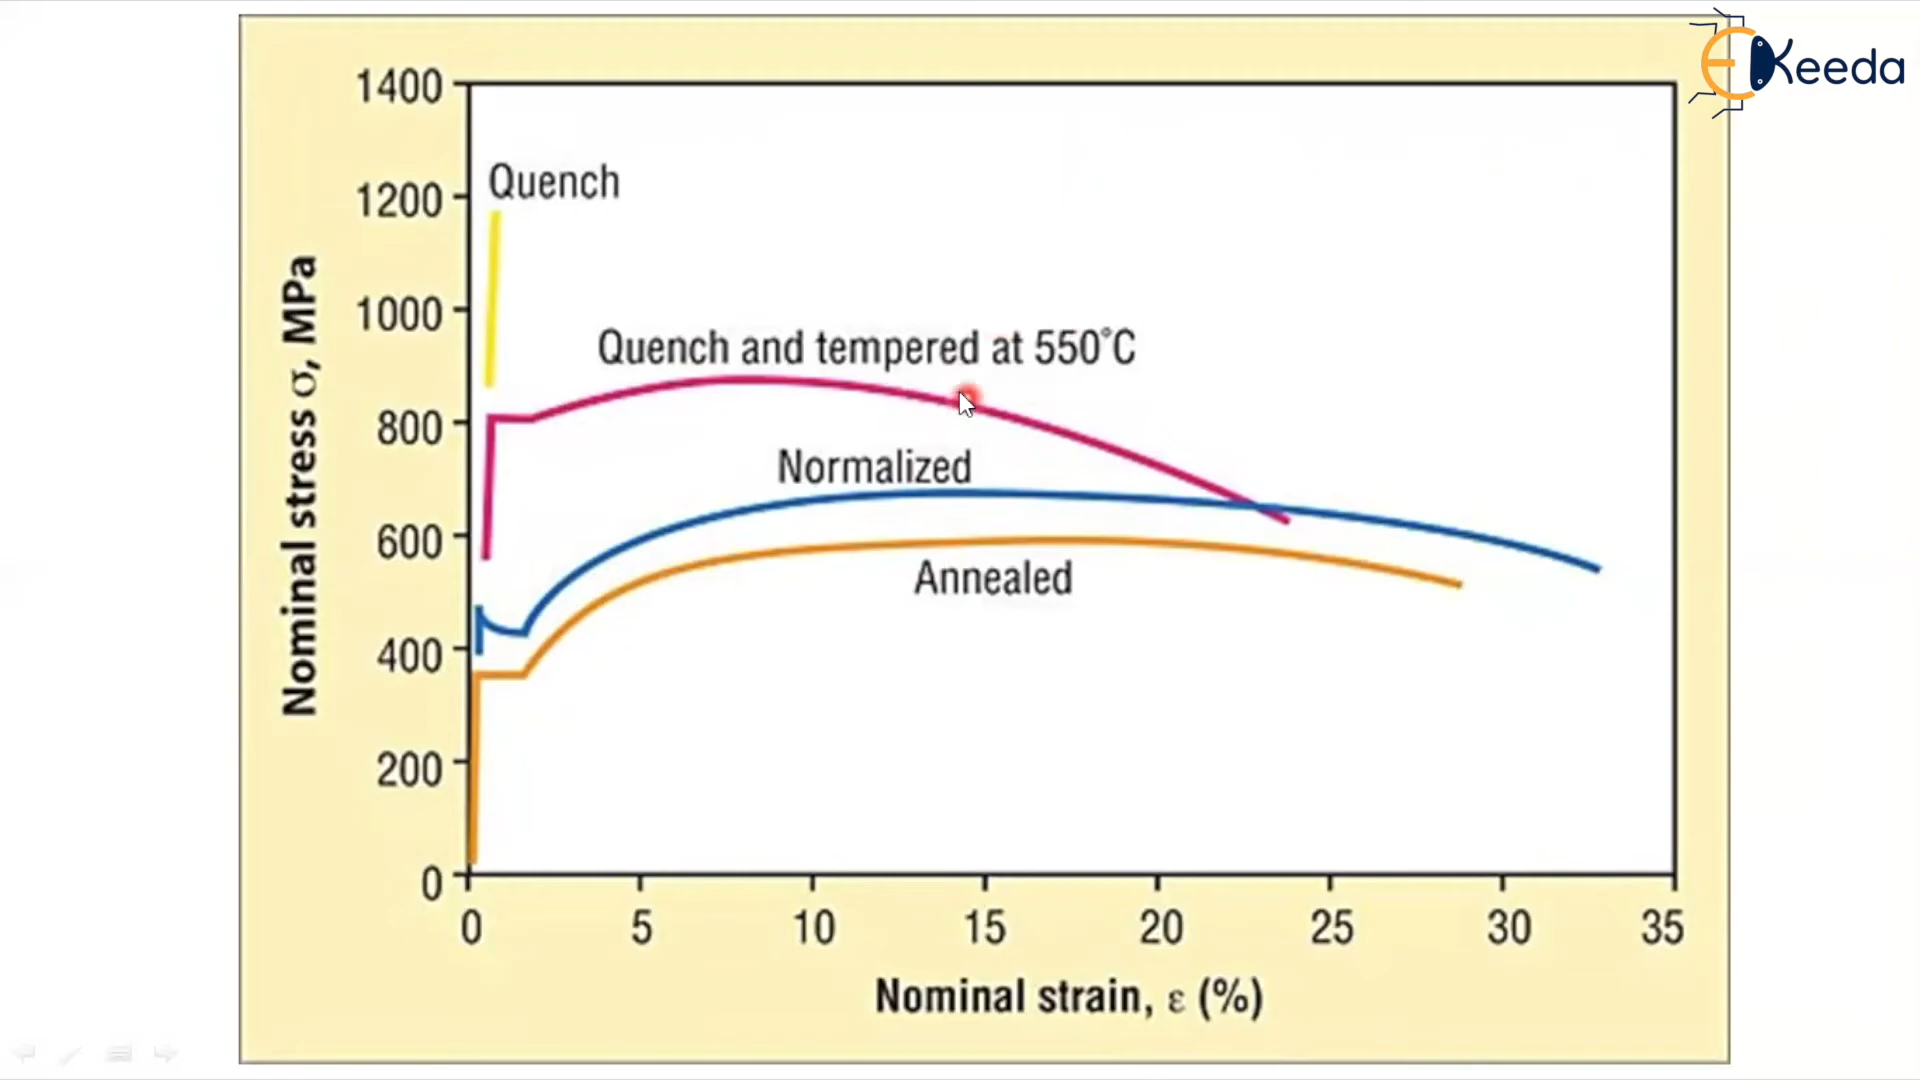 EKeeda
1400
1200
1000
800
600
400
200
0
Nominal stress σ, MPa
Quench
Quench and tempered at 550°C
Normalized
Annealed
0 5 10 15 20 25 30 35
Nominal strain, ε (%)